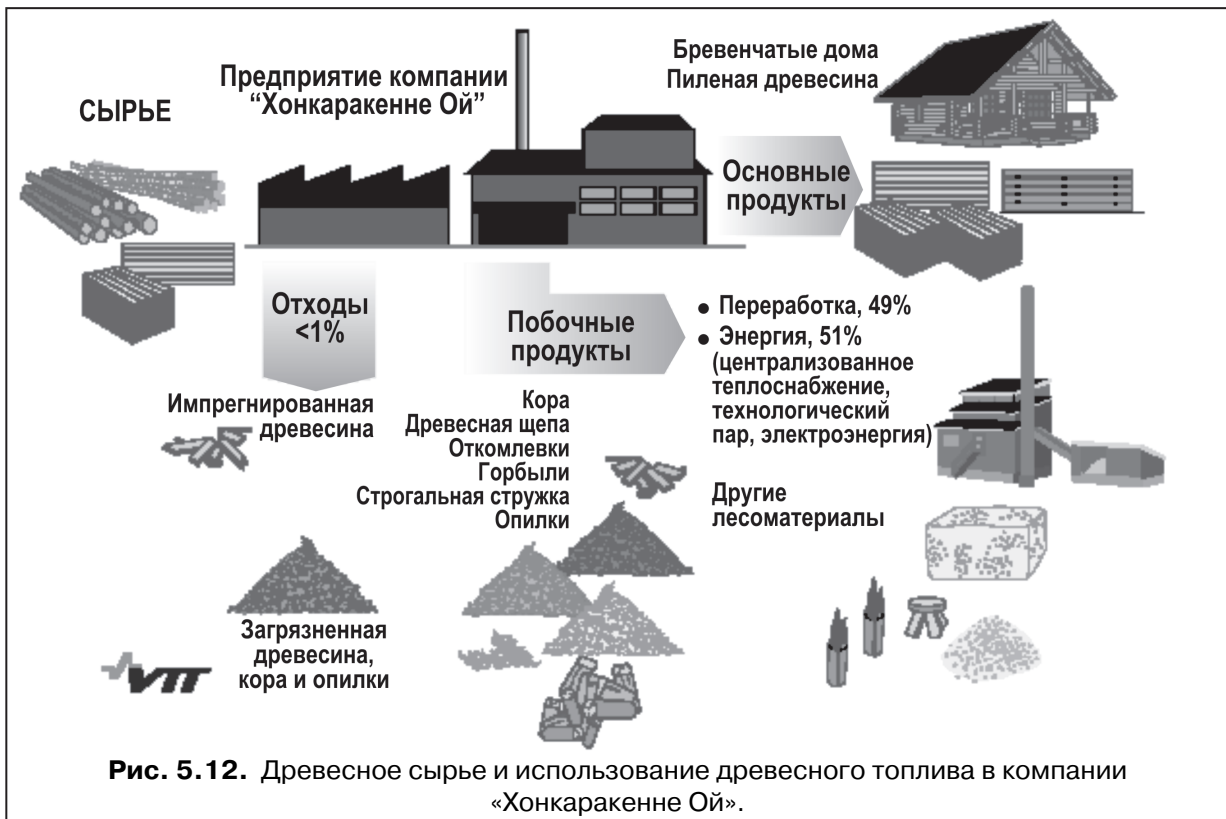 СЫРЬЕ
Предприятие компании
“Хонкаракенне Ой”
Бревенчатые дома
Пиленая древесина
Основные
продукты
Отходы
<1%
Побочные
продукты
● Переработка, 49%
● Энергия, 51%
(централизованное
теплоснабжение,
технологический
пар, электроэнергия)
Импрегнированная
древесина
Кора
Древесная щепа
Откомлевки
Горбыли
Строгальная стружка
Опилки
Другие
лесоматериалы
Загрязненная
древесина,
кора и опилки
VTT
Рис. 5.12. Древесное сырье и использование древесного топлива в компании
«Хонкаракенне Ой».